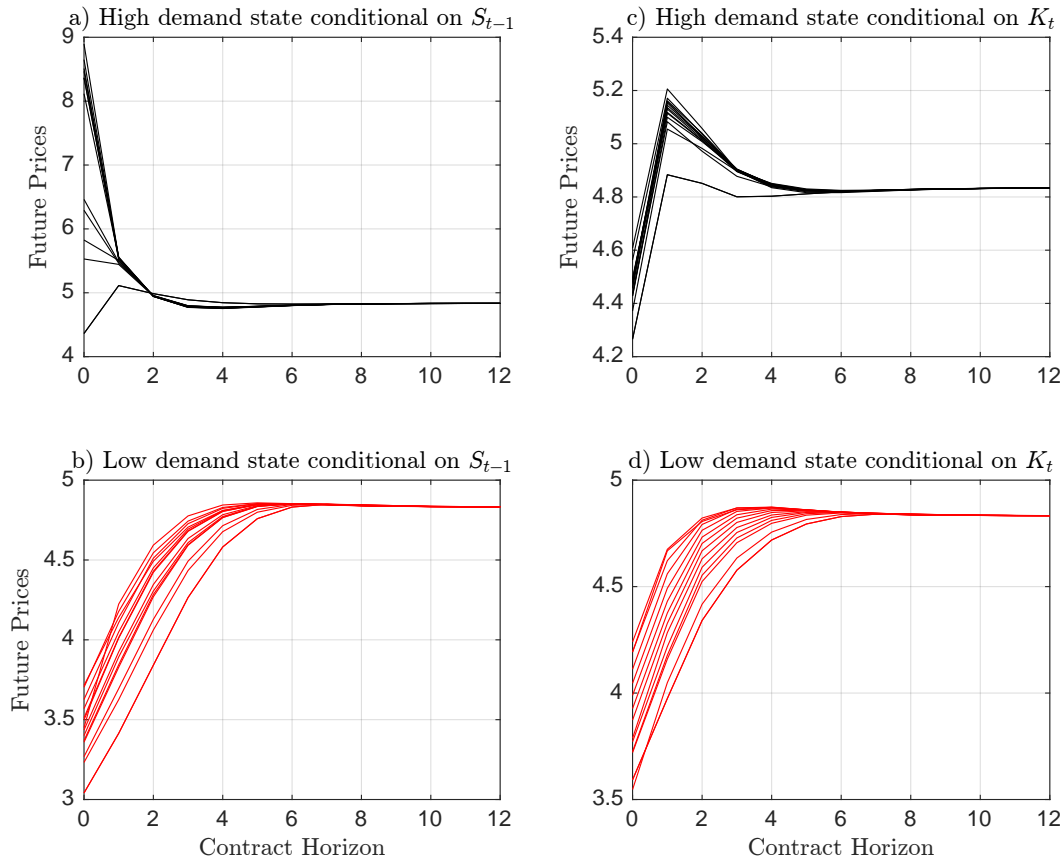 a) High demand state conditional on S_{t−1}
9
8
7
6
5
4
0 2 4 6 8 10 12
Future Prices
c) High demand state conditional on K_t
5.4
5.2
5
4.8
4.6
4.4
4.2
0 2 4 6 8 10 12
Future Prices
b) Low demand state conditional on S_{t−1}
5
4.5
4
3.5
3
0 2 4 6 8 10 12
Future Prices
Contract Horizon
d) Low demand state conditional on K_t
5
4.5
4
3.5
0 2 4 6 8 10 12
Contract Horizon